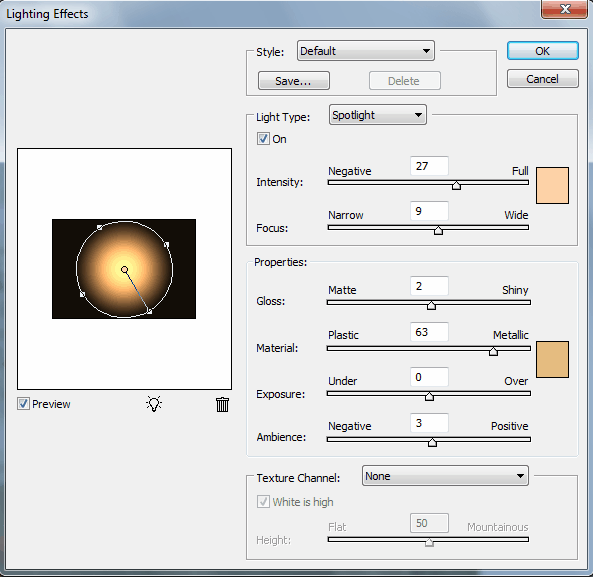 Lighting Effects
Style: Default
OK
Save...
Delete
Cancel
Light Type: Spotlight
On
Negative 27 Full
Intensity:
Narrow 9 Wide
Focus:
Properties:
Matte 2 Shiny
Gloss:
Plastic 63 Metallic
Material:
Under 0 Over
Exposure:
Negative 3 Positive
Ambience:
Preview
Texture Channel: None
White is high
Flat 50 Mountainous
Height: